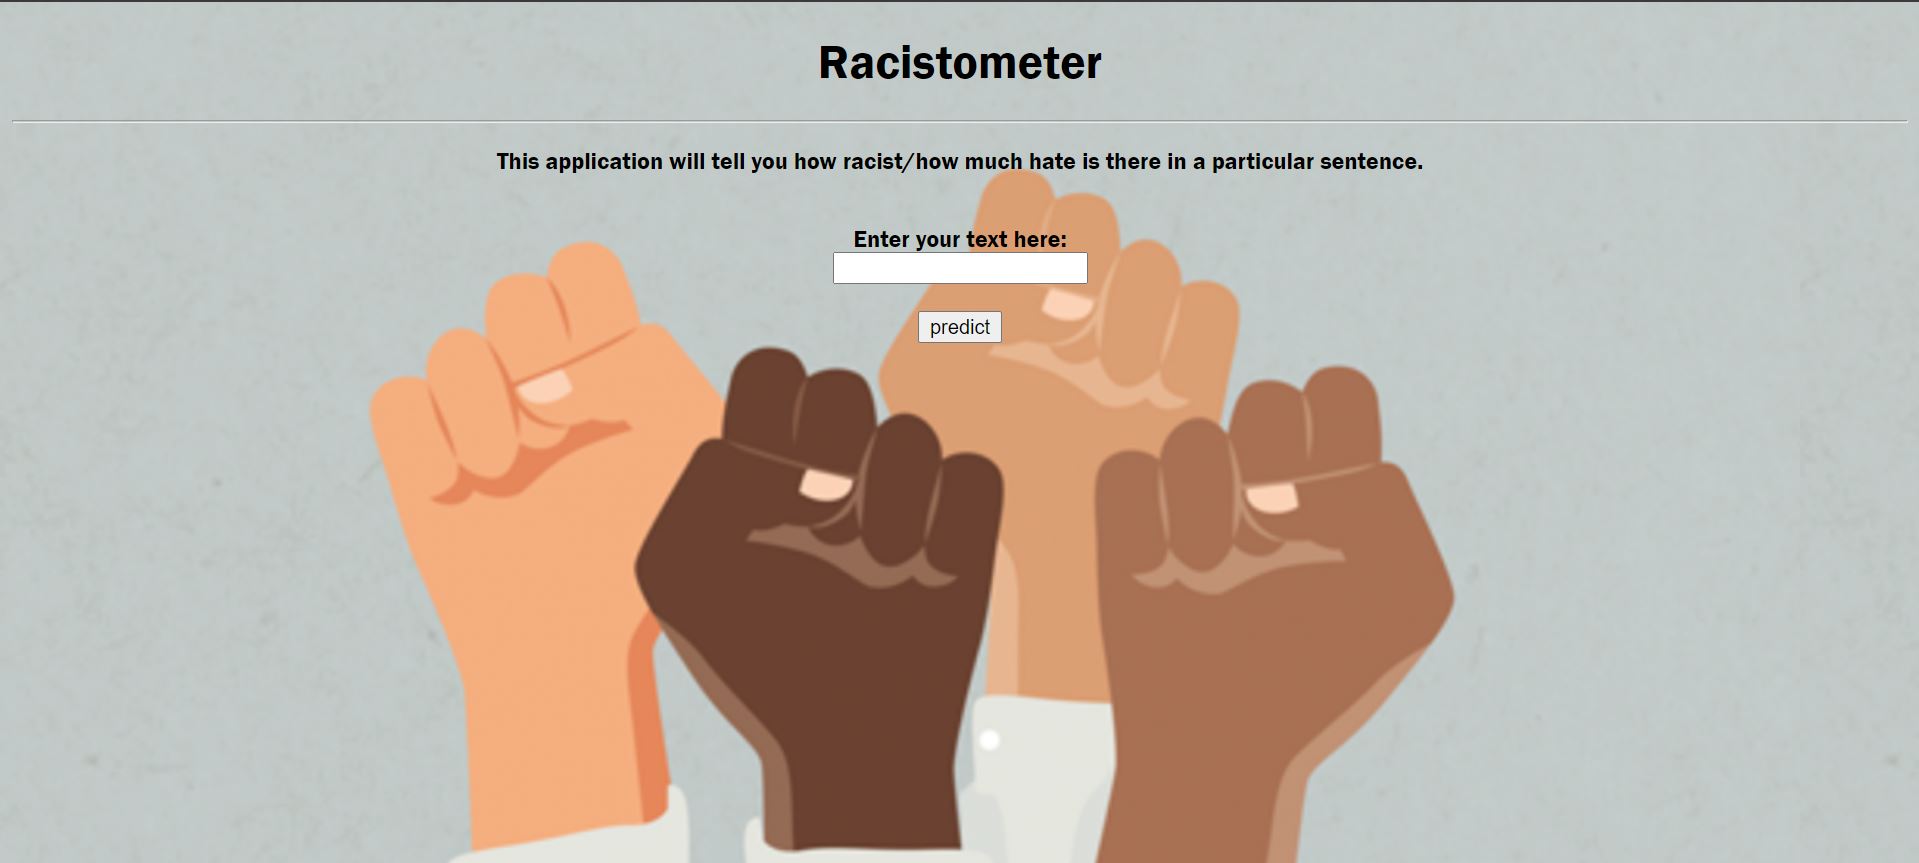 Racistometer
This application will tell you how racist/how much hate is there in a particular sentence.
Enter your text here:
predict